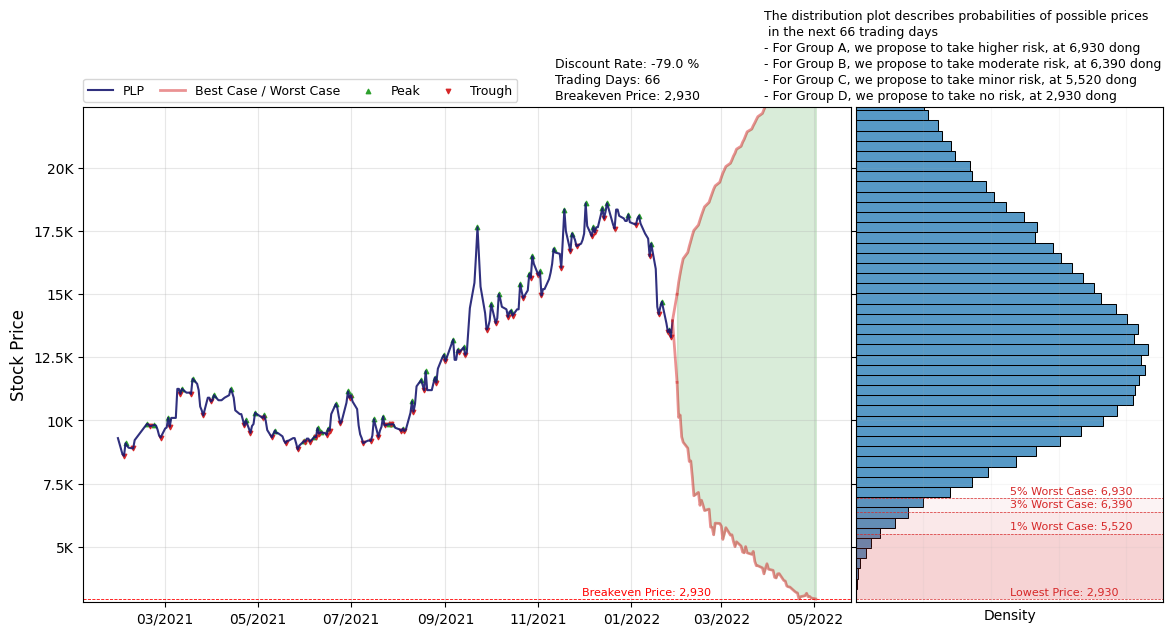 The distribution plot describes probabilities of possible prices
in the next 66 trading days
- For Group A, we propose to take higher risk, at 6,930 dong
- For Group B, we propose to take moderate risk, at 6,390 dong
- For Group C, we propose to take minor risk, at 5,520 dong
- For Group D, we propose to take no risk, at 2,930 dong
Discount Rate: -79.0 %
Trading Days: 66
Breakeven Price: 2,930
PLP
Best Case / Worst Case
Peak
Trough
Stock Price
20K
17.5K
15K
12.5K
10K
7.5K
5K
Breakeven Price: 2,930
03/2021
05/2021
07/2021
09/2021
11/2021
01/2022
03/2022
05/2022
5% Worst Case: 6,930
3% Worst Case: 6,390
1% Worst Case: 5,520
Lowest Price: 2,930
Density